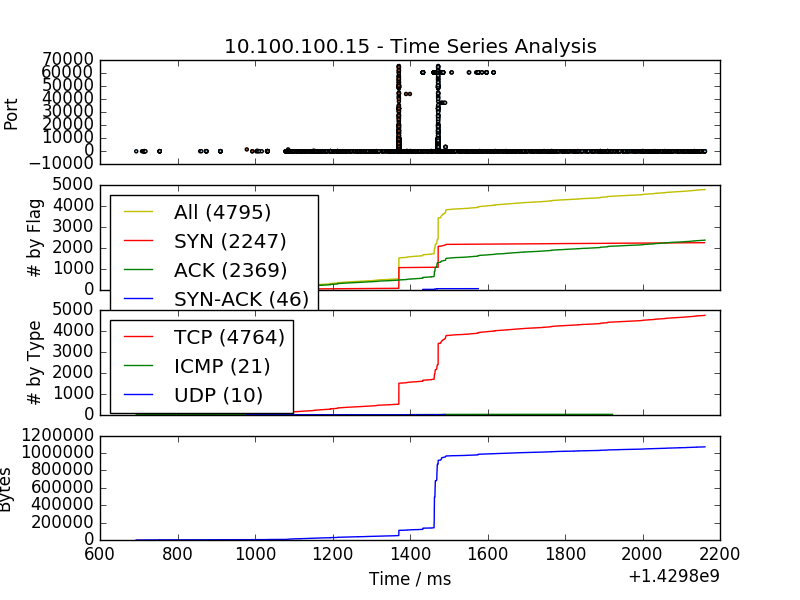 10.100.100.15 - Time Series Analysis
70000
60000
50000
40000
30000
20000
10000
0
−10000
Port
5000
4000
3000
2000
1000
0
# by Flag
All (4795)
SYN (2247)
ACK (2369)
SYN-ACK (46)
5000
4000
3000
2000
1000
0
# by Type
TCP (4764)
ICMP (21)
UDP (10)
1200000
1000000
800000
600000
400000
200000
0
Bytes
600 800 1000 1200 1400 1600 1800 2000 2200
Time / ms
+1.4298e9